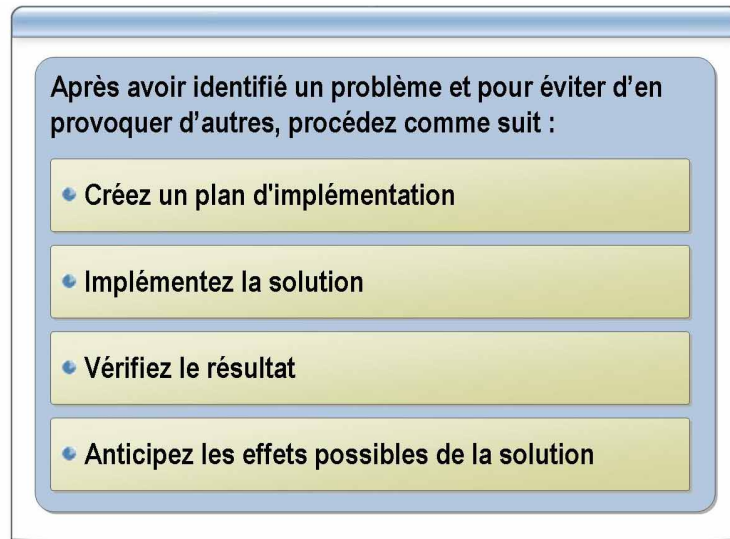 Après avoir identifié un problème et pour éviter d’en
provoquer d’autres, procédez comme suit :
Créez un plan d'implémentation
Implémentez la solution
Vérifiez le résultat
Anticipez les effets possibles de la solution